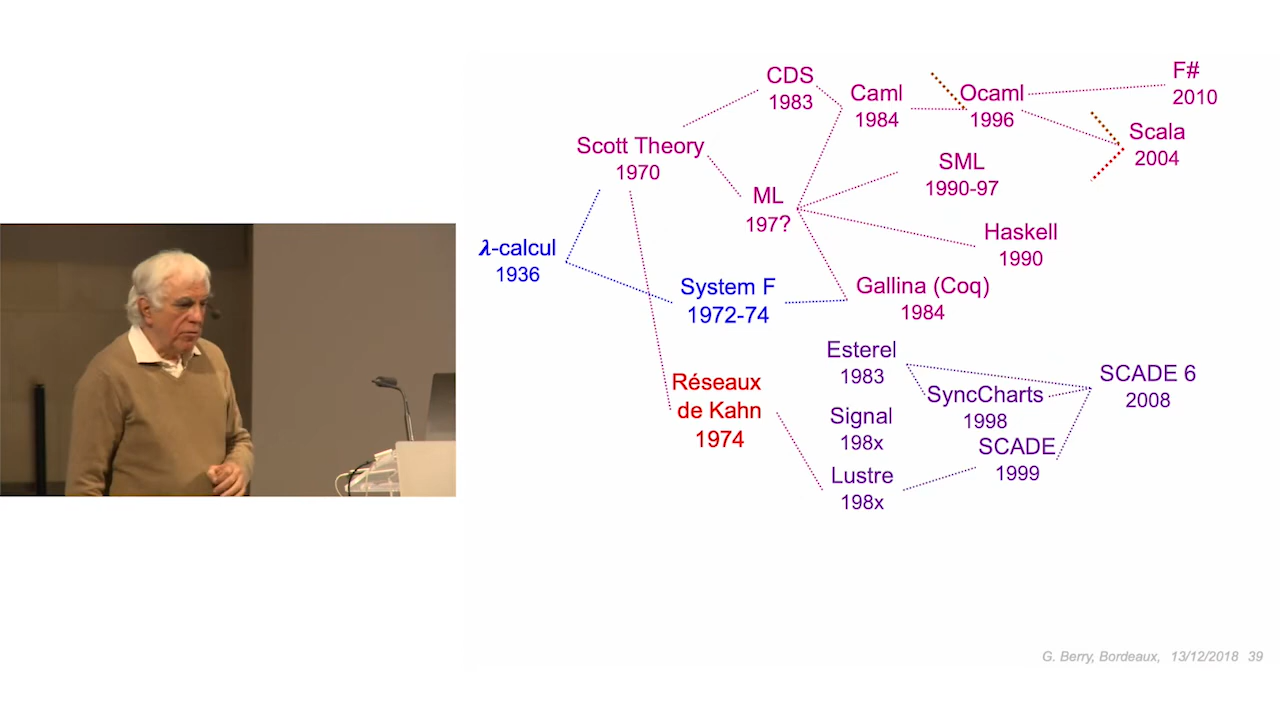 CDS
1983
Caml
1984
Ocaml
1996
F#
2010
Scala
2004
Scott Theory
1970
SML
1990-97
ML
197?
Haskell
1990
λ-calcul
1936
System F
1972-74
Gallina (Coq)
1984
Esterel
1983
SyncCharts
1998
SCADE 6
2008
Réseaux
de Kahn
1974
Signal
198x
SCADE
1999
Lustre
198x
G. Berry, Bordeaux, 13/12/2018 39